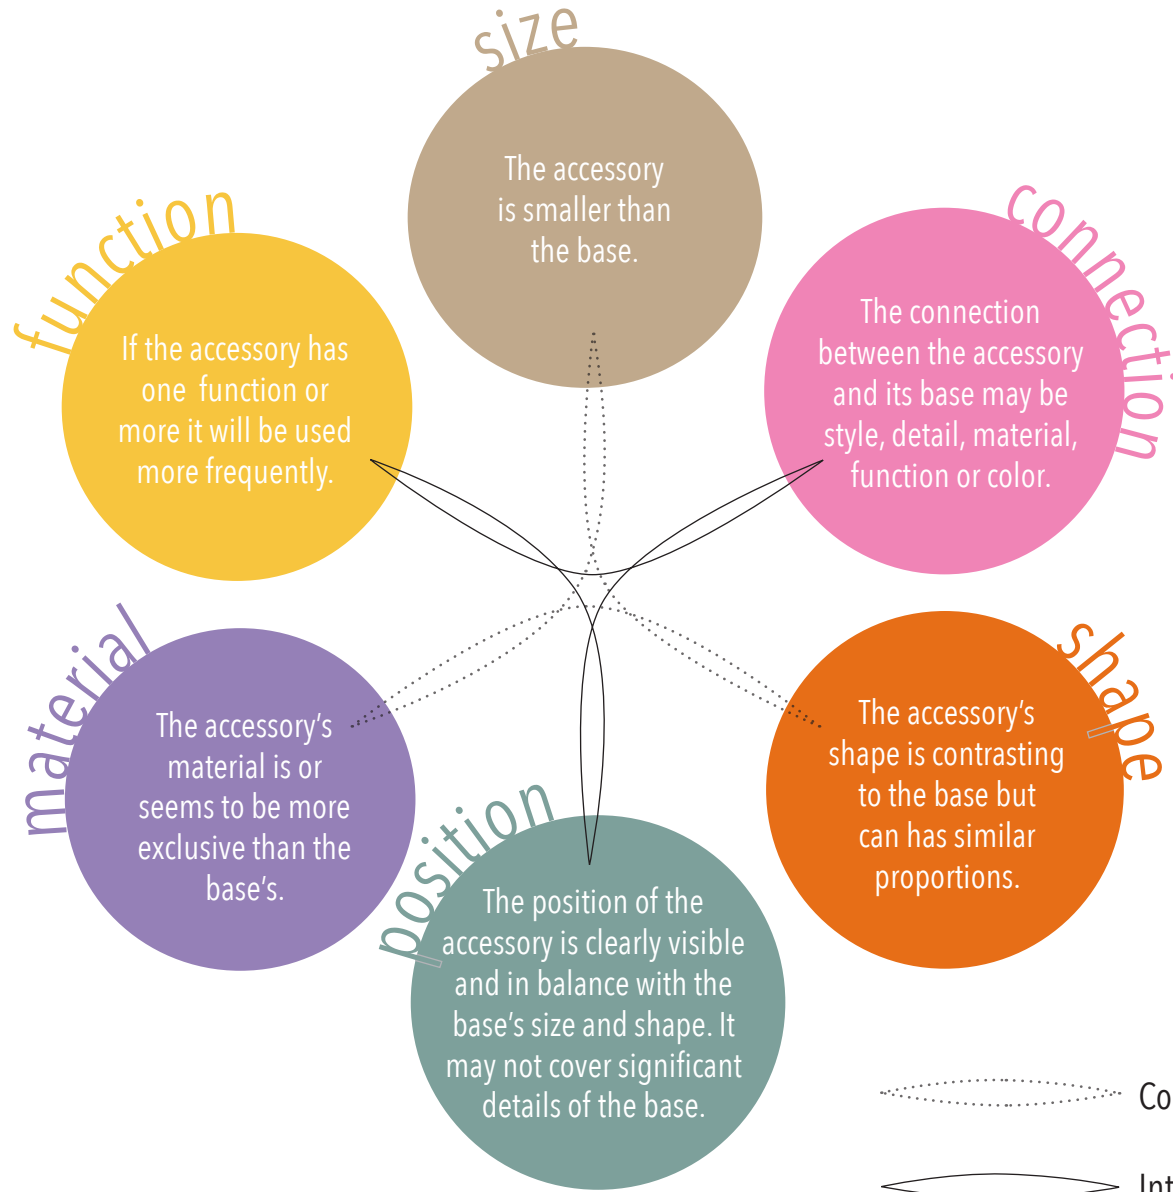 size
The accessory
is smaller than
the base.
function
If the accessory has
one function or
more it will be used
more frequently.
connection
The connection
between the accessory
and its base may be
style, detail, material,
function or color.
material
The accessory’s
material is or
seems to be more
exclusive than the
base’s.
shape
The accessory’s
shape is contrasting
to the base but
can has similar
proportions.
position
The position of the
accessory is clearly visible
and in balance with the
base‘s size and shape. It
may not cover significant
details of the base.
Co
Int